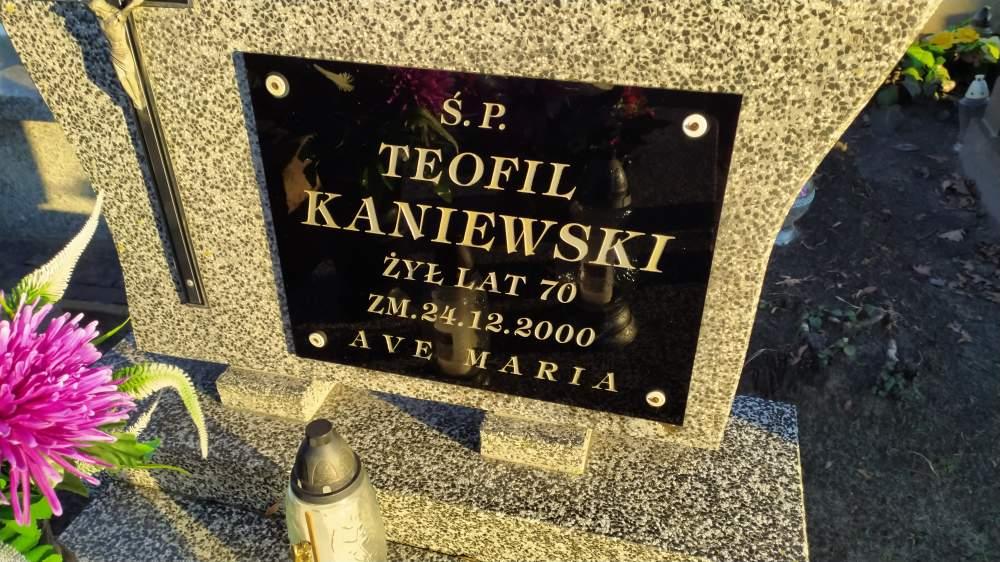 Ś. P.
TEOFIL
KANIEWSKI
ŻYŁ LAT 70
ZM. 24.12.2000
AVE MARIA